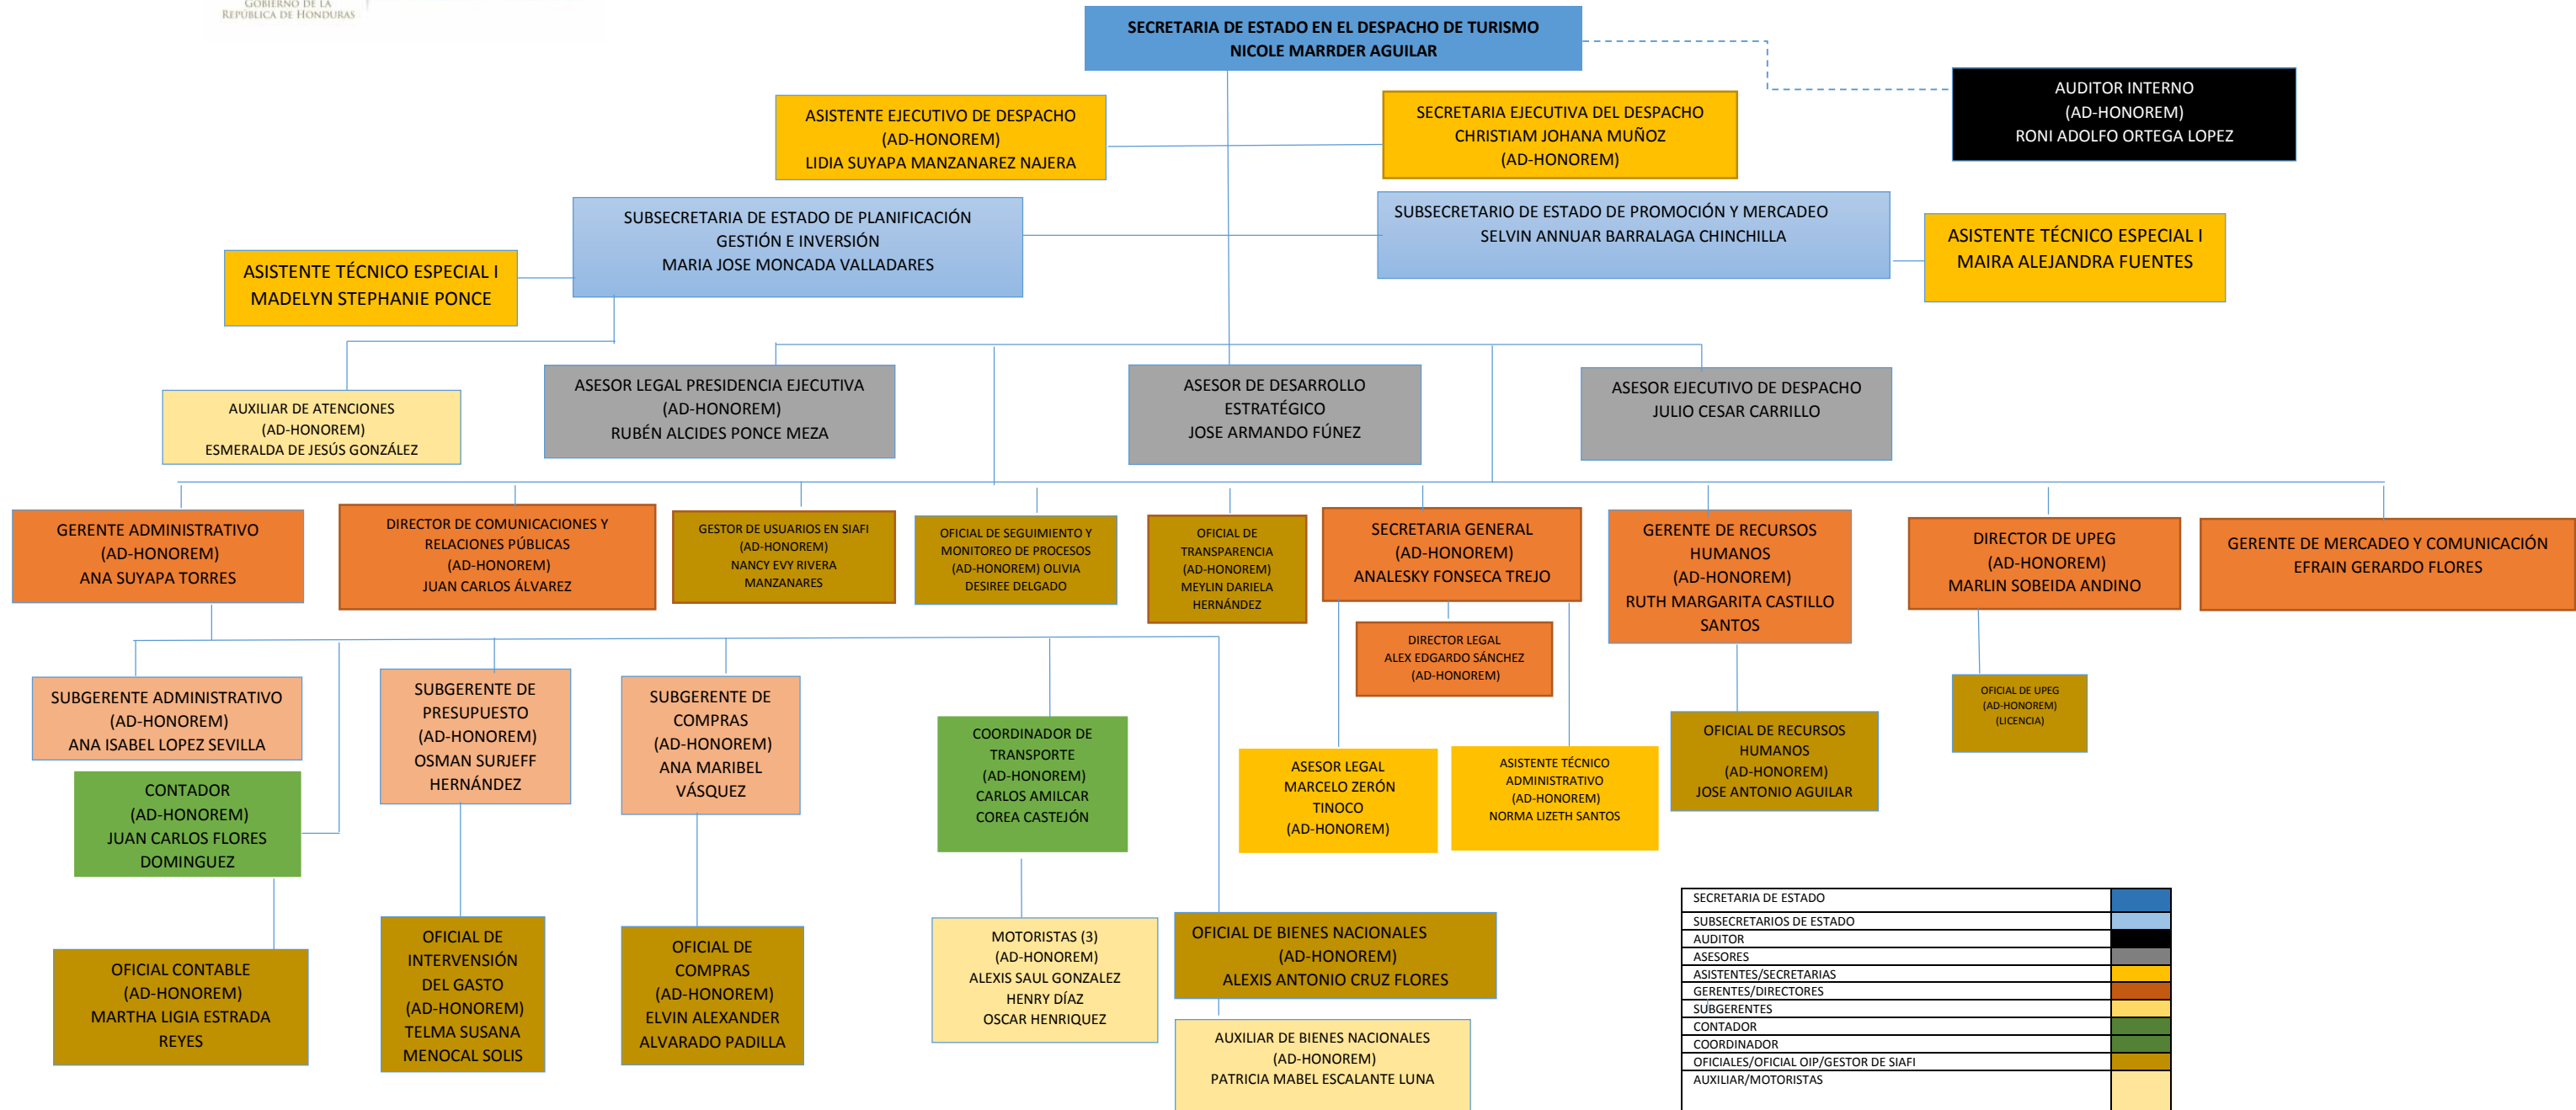 GOBIERNO DE LA
REPÚBLICA DE HONDURAS
SECRETARIA DE ESTADO EN EL DESPACHO DE TURISMO
NICOLE MARRDER AGUILAR
AUDITOR INTERNO
(AD-HONOREM)
RONI ADOLFO ORTEGA LOPEZ
ASISTENTE EJECUTIVO DE DESPACHO
(AD-HONOREM)
LIDIA SUYAPA MANZANAREZ NAJERA
SECRETARIA EJECUTIVA DEL DESPACHO
CHRISTIAM JOHANA MUÑOZ
(AD-HONOREM)
SUBSECRETARIA DE ESTADO DE PLANIFICACIÓN
GESTIÓN E INVERSIÓN
MARIA JOSE MONCADA VALLADARES
SUBSECRETARIO DE ESTADO DE PROMOCIÓN Y MERCADEO
SELVIN ANNUAR BARRALAGA CHINCHILLA
ASISTENTE TÉCNICO ESPECIAL I
MADELYN STEPHANIE PONCE
ASISTENTE TÉCNICO ESPECIAL I
MAIRA ALEJANDRA FUENTES
AUXILIAR DE ATENCIONES
(AD-HONOREM)
ESMERALDA DE JESÚS GONZÁLEZ
ASESOR LEGAL PRESIDENCIA EJECUTIVA
(AD-HONOREM)
RUBÉN ALCIDES PONCE MEZA
ASESOR DE DESARROLLO
ESTRATÉGICO
JOSE ARMANDO FÚNEZ
ASESOR EJECUTIVO DE DESPACHO
JULIO CESAR CARRILLO
GERENTE ADMINISTRATIVO
(AD-HONOREM)
ANA SUYAPA TORRES
DIRECTOR DE COMUNICACIONES Y
RELACIONES PÚBLICAS
(AD-HONOREM)
JUAN CARLOS ÁLVAREZ
GESTOR DE USUARIOS EN SIAFI
(AD-HONOREM)
NANCY EVY RIVERA
MANZANARES
OFICIAL DE SEGUIMIENTO Y
MONITOREO DE PROCESOS
(AD-HONOREM) OLIVIA
DESIREE DELGADO
OFICIAL DE
TRANSPARENCIA
(AD-HONOREM)
MEYLIN DARIELA
HERNÁNDEZ
SECRETARIA GENERAL
(AD-HONOREM)
ANALESKY FONSECA TREJO
GERENTE DE RECURSOS
HUMANOS
(AD-HONOREM)
RUTH MARGARITA CASTILLO
SANTOS
DIRECTOR DE UPEG
(AD-HONOREM)
MARLIN SOBEIDA ANDINO
GERENTE DE MERCADEO Y COMUNICACIÓN
EFRAIN GERARDO FLORES
DIRECTOR LEGAL
ALEX EDGARDO SÁNCHEZ
(AD-HONOREM)
SUBGERENTE ADMINISTRATIVO
(AD-HONOREM)
ANA ISABEL LOPEZ SEVILLA
SUBGERENTE DE
PRESUPUESTO
(AD-HONOREM)
OSMAN SURJEFF
HERNÁNDEZ
SUBGERENTE DE
COMPRAS
(AD-HONOREM)
ANA MARIBEL
VÁSQUEZ
COORDINADOR DE
TRANSPORTE
(AD-HONOREM)
CARLOS AMILCAR
COREA CASTEJÓN
ASESOR LEGAL
MARCELO ZERÓN
TINOCO
(AD-HONOREM)
ASISTENTE TÉCNICO
ADMINISTRATIVO
(AD-HONOREM)
NORMA LIZETH SANTOS
OFICIAL DE RECURSOS
HUMANOS
(AD-HONOREM)
JOSE ANTONIO AGUILAR
OFICIAL DE UPEG
(AD-HONOREM)
(LICENCIA)
CONTADOR
(AD-HONOREM)
JUAN CARLOS FLORES
DOMINGUEZ
OFICIAL CONTABLE
(AD-HONOREM)
MARTHA LIGIA ESTRADA
REYES
OFICIAL DE
INTERVENSIÓN
DEL GASTO
(AD-HONOREM)
TELMA SUSANA
MENOCAL SOLIS
OFICIAL DE
COMPRAS
(AD-HONOREM)
ELVIN ALEXANDER
ALVARADO PADILLA
MOTORISTAS (3)
(AD-HONOREM)
ALEXIS SAUL GONZALEZ
HENRY DÍAZ
OSCAR HENRIQUEZ
OFICIAL DE BIENES NACIONALES
(AD-HONOREM)
ALEXIS ANTONIO CRUZ FLORES
AUXILIAR DE BIENES NACIONALES
(AD-HONOREM)
PATRICIA MABEL ESCALANTE LUNA
SECRETARIA DE ESTADO
SUBSECRETARIOS DE ESTADO
AUDITOR
ASESORES
ASISTENTES/SECRETARIAS
GERENTES/DIRECTORES
SUBGERENTES
CONTADOR
COORDINADOR
OFICIALES/OFICIAL OIP/GESTOR DE SIAFI
AUXILIAR/MOTORISTAS